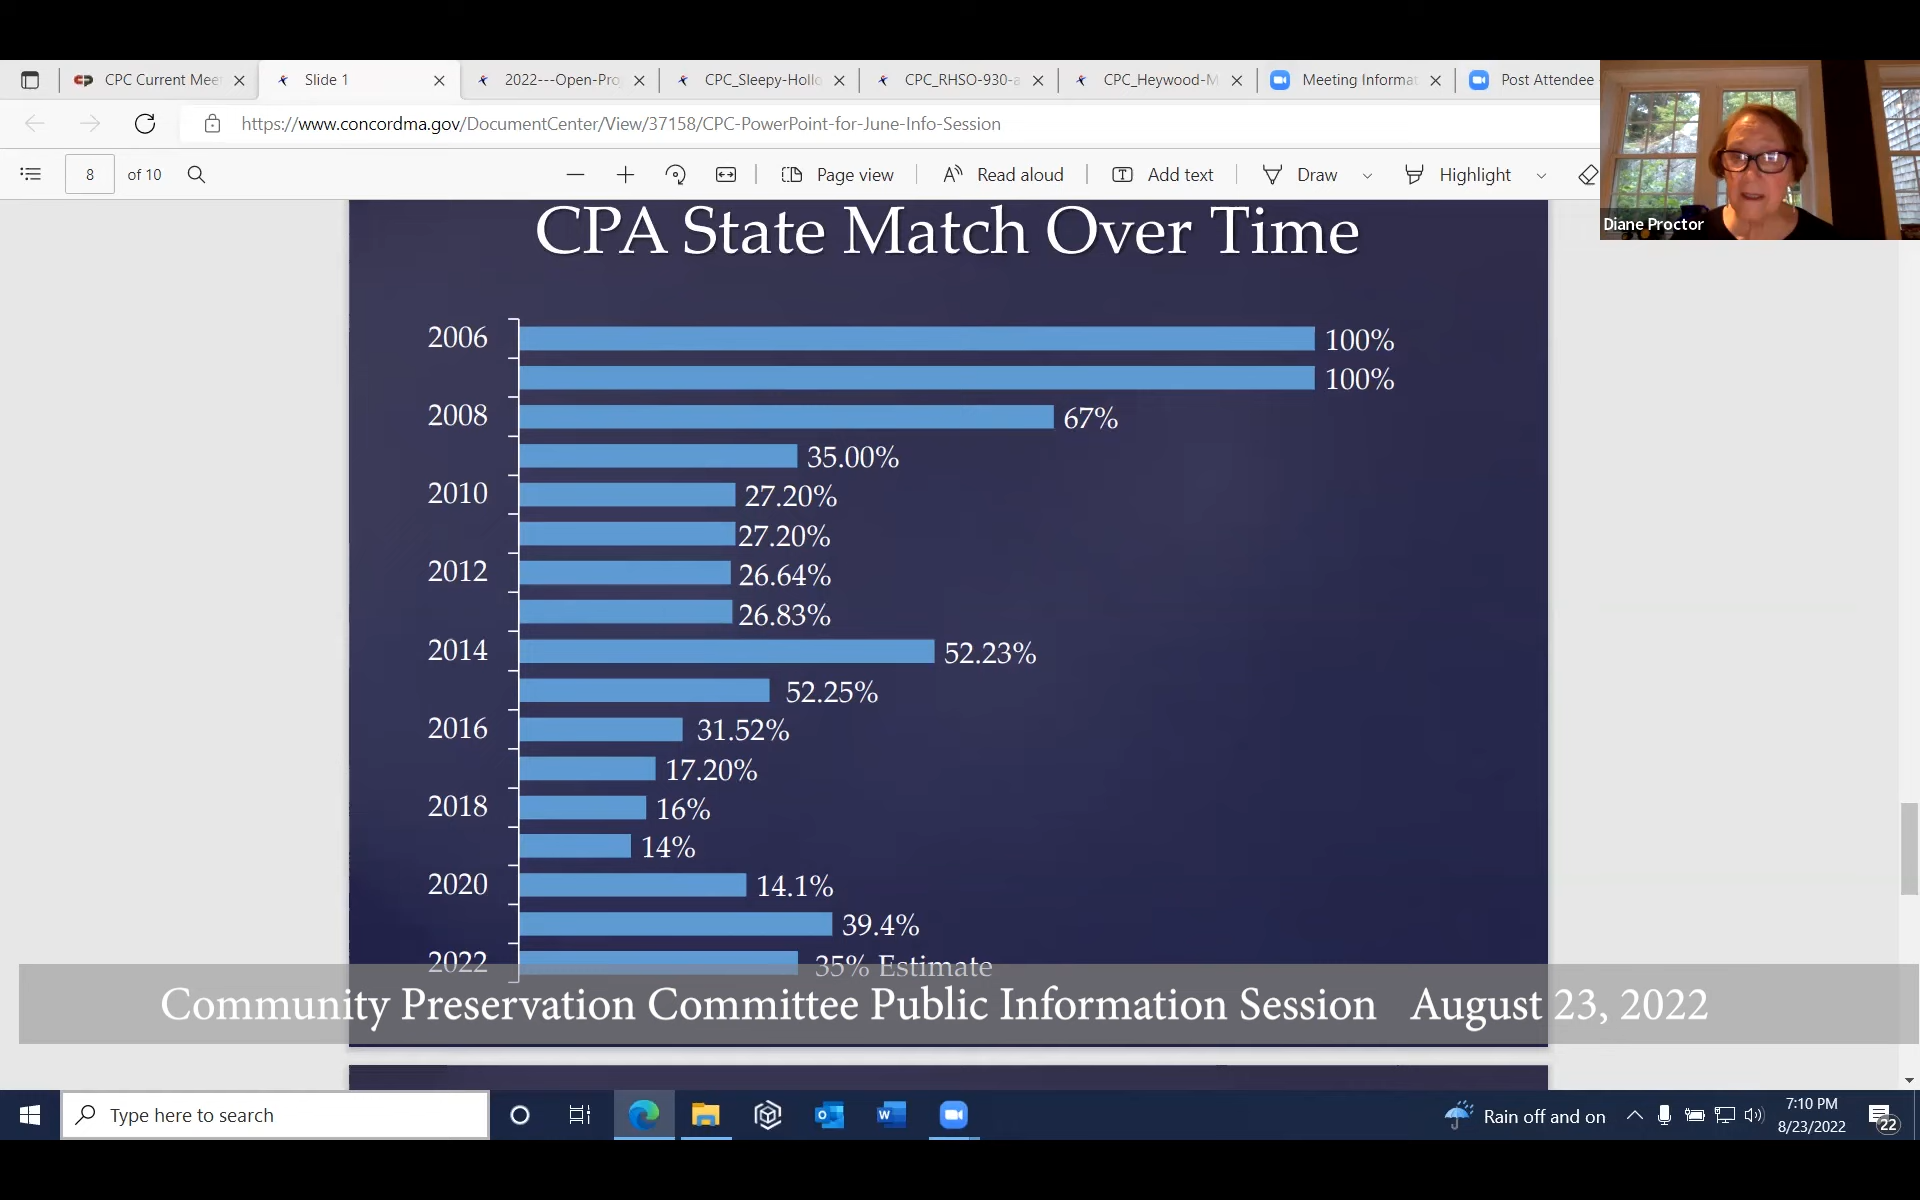 CPC Current Mee
Slide 1
2022---Open-Pro
CPC_Sleepy-Hollo
CPC_RHSO-930-a
CPC_Heywood-M
Meeting Informat
Post Attendee
https://www.concordma.gov/DocumentCenter/View/37158/CPC-PowerPoint-for-June-Info-Session
8 of 10
Page view
Read aloud
Add text
Draw
Highlight
Diane Proctor
CPA State Match Over Time
2006 100%
100%
2008 67%
35.00%
2010 27.20%
27.20%
2012 26.64%
26.83%
2014 52.23%
52.25%
2016 31.52%
17.20%
2018 16%
14%
2020 14.1%
39.4%
2022 35% Estimate
Community Preservation Committee Public Information Session August 23, 2022
Type here to search
Rain off and on
7:10 PM
8/23/2022
22